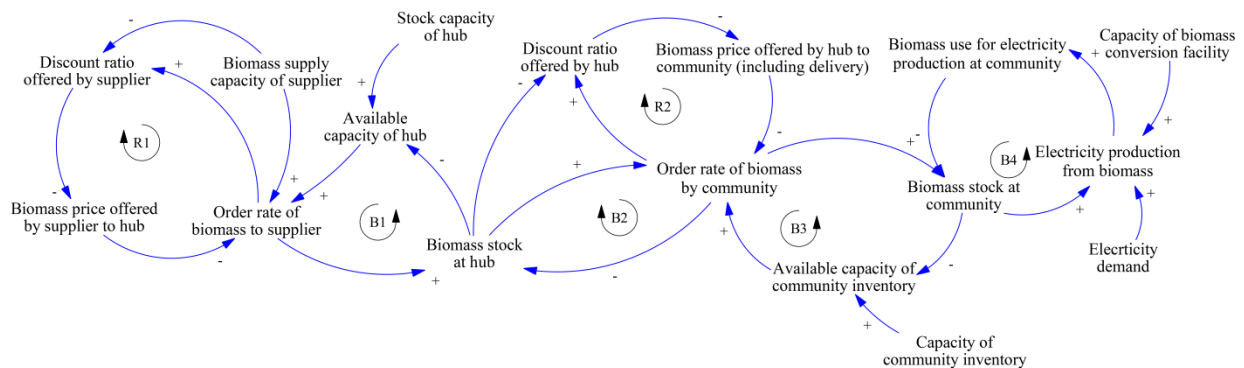 Stock capacity
of hub
Discount ratio
offered by supplier
Biomass supply
capacity of supplier
Discount ratio
offered by hub
Biomass price offered by hub to
community (including delivery)
Biomass use for electricity
production at community
Capacity of biomass
conversion facility
Available
capacity of hub
R1
R2
B4
Electricity production
from biomass
Order rate of biomass
by community
Biomass stock at
community
Biomass price offered
by supplier to hub
Order rate of
biomass to supplier
B1
B2
B3
Biomass stock
at hub
Available capacity of
community inventory
Elecrticity
demand
Capacity of
community inventory
-
+
+
-
-
+
+
+
-
-
+
-
+
-
+
-
+
-
+
+
-
+
+
+
+
-
+